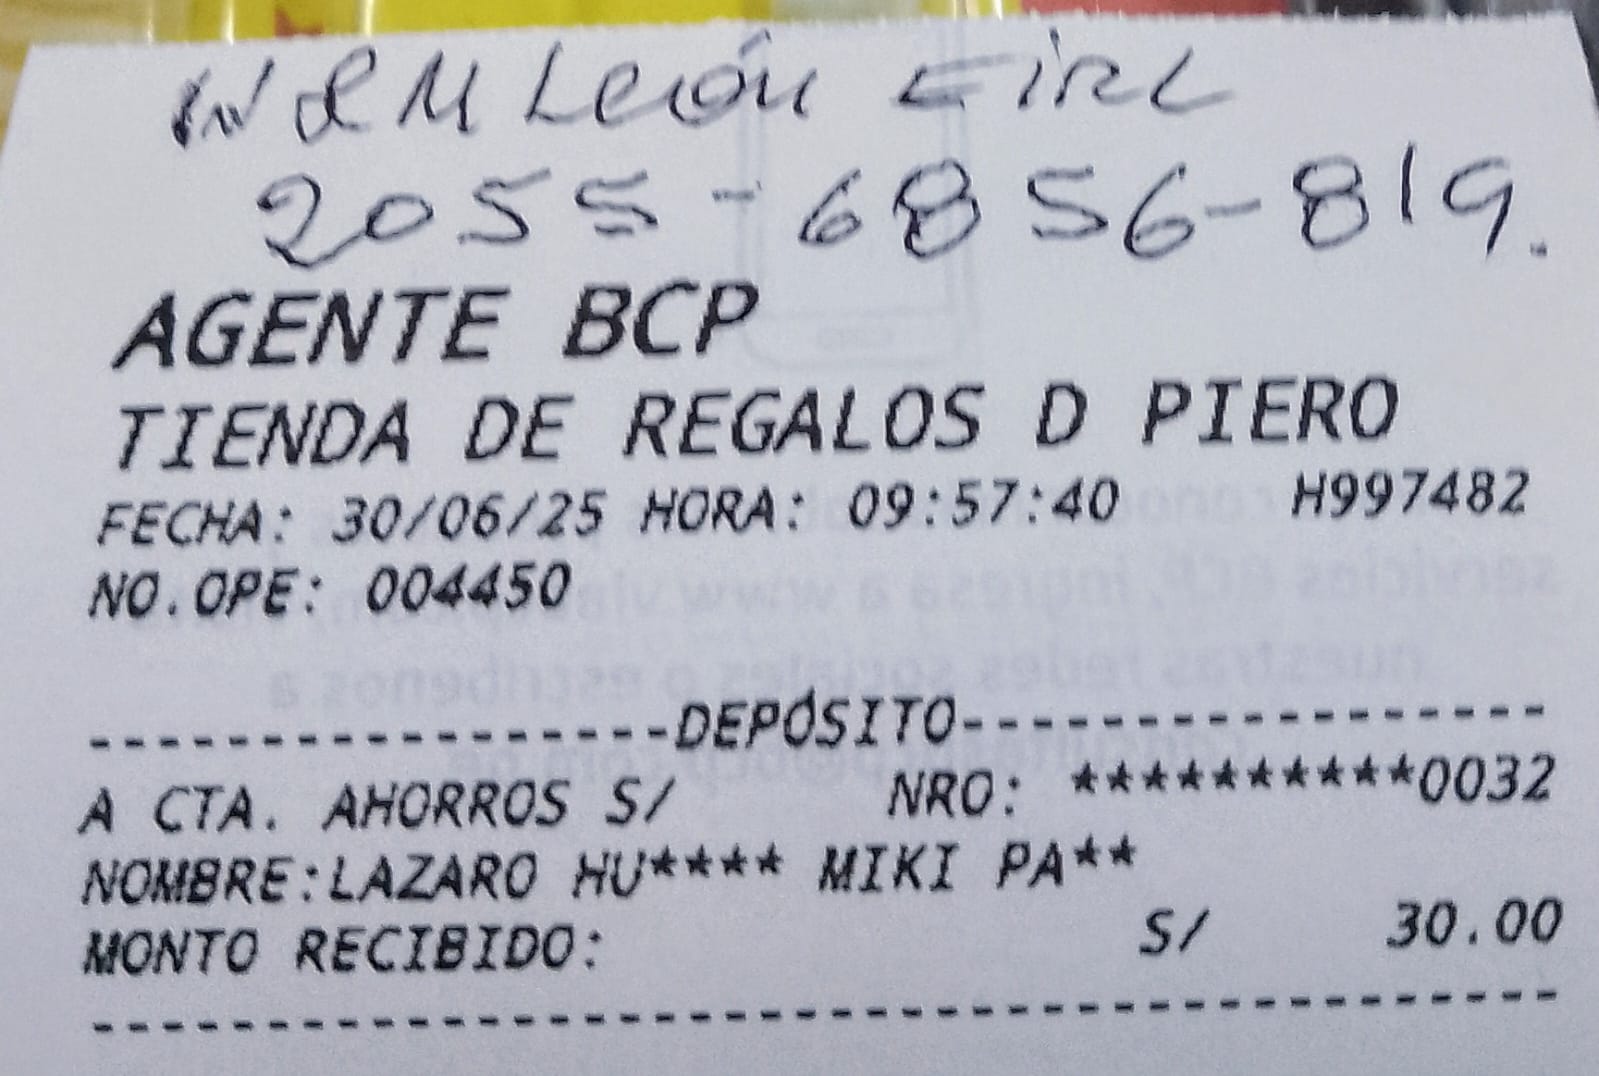 León EIRL
2055-6856-819.
AGENTE BCP
TIENDA DE REGALOS D PIERO
FECHA: 30/06/25 HORA: 09:57:40 H997482
NO.OPE: 004450
-----------------DEPÓSITO-----------------
A CTA. AHORROS S/ NRO: **********0032
NOMBRE:LAZARO HU**** MIKI PA**
MONTO RECIBIDO: S/ 30.00
------------------------------------------